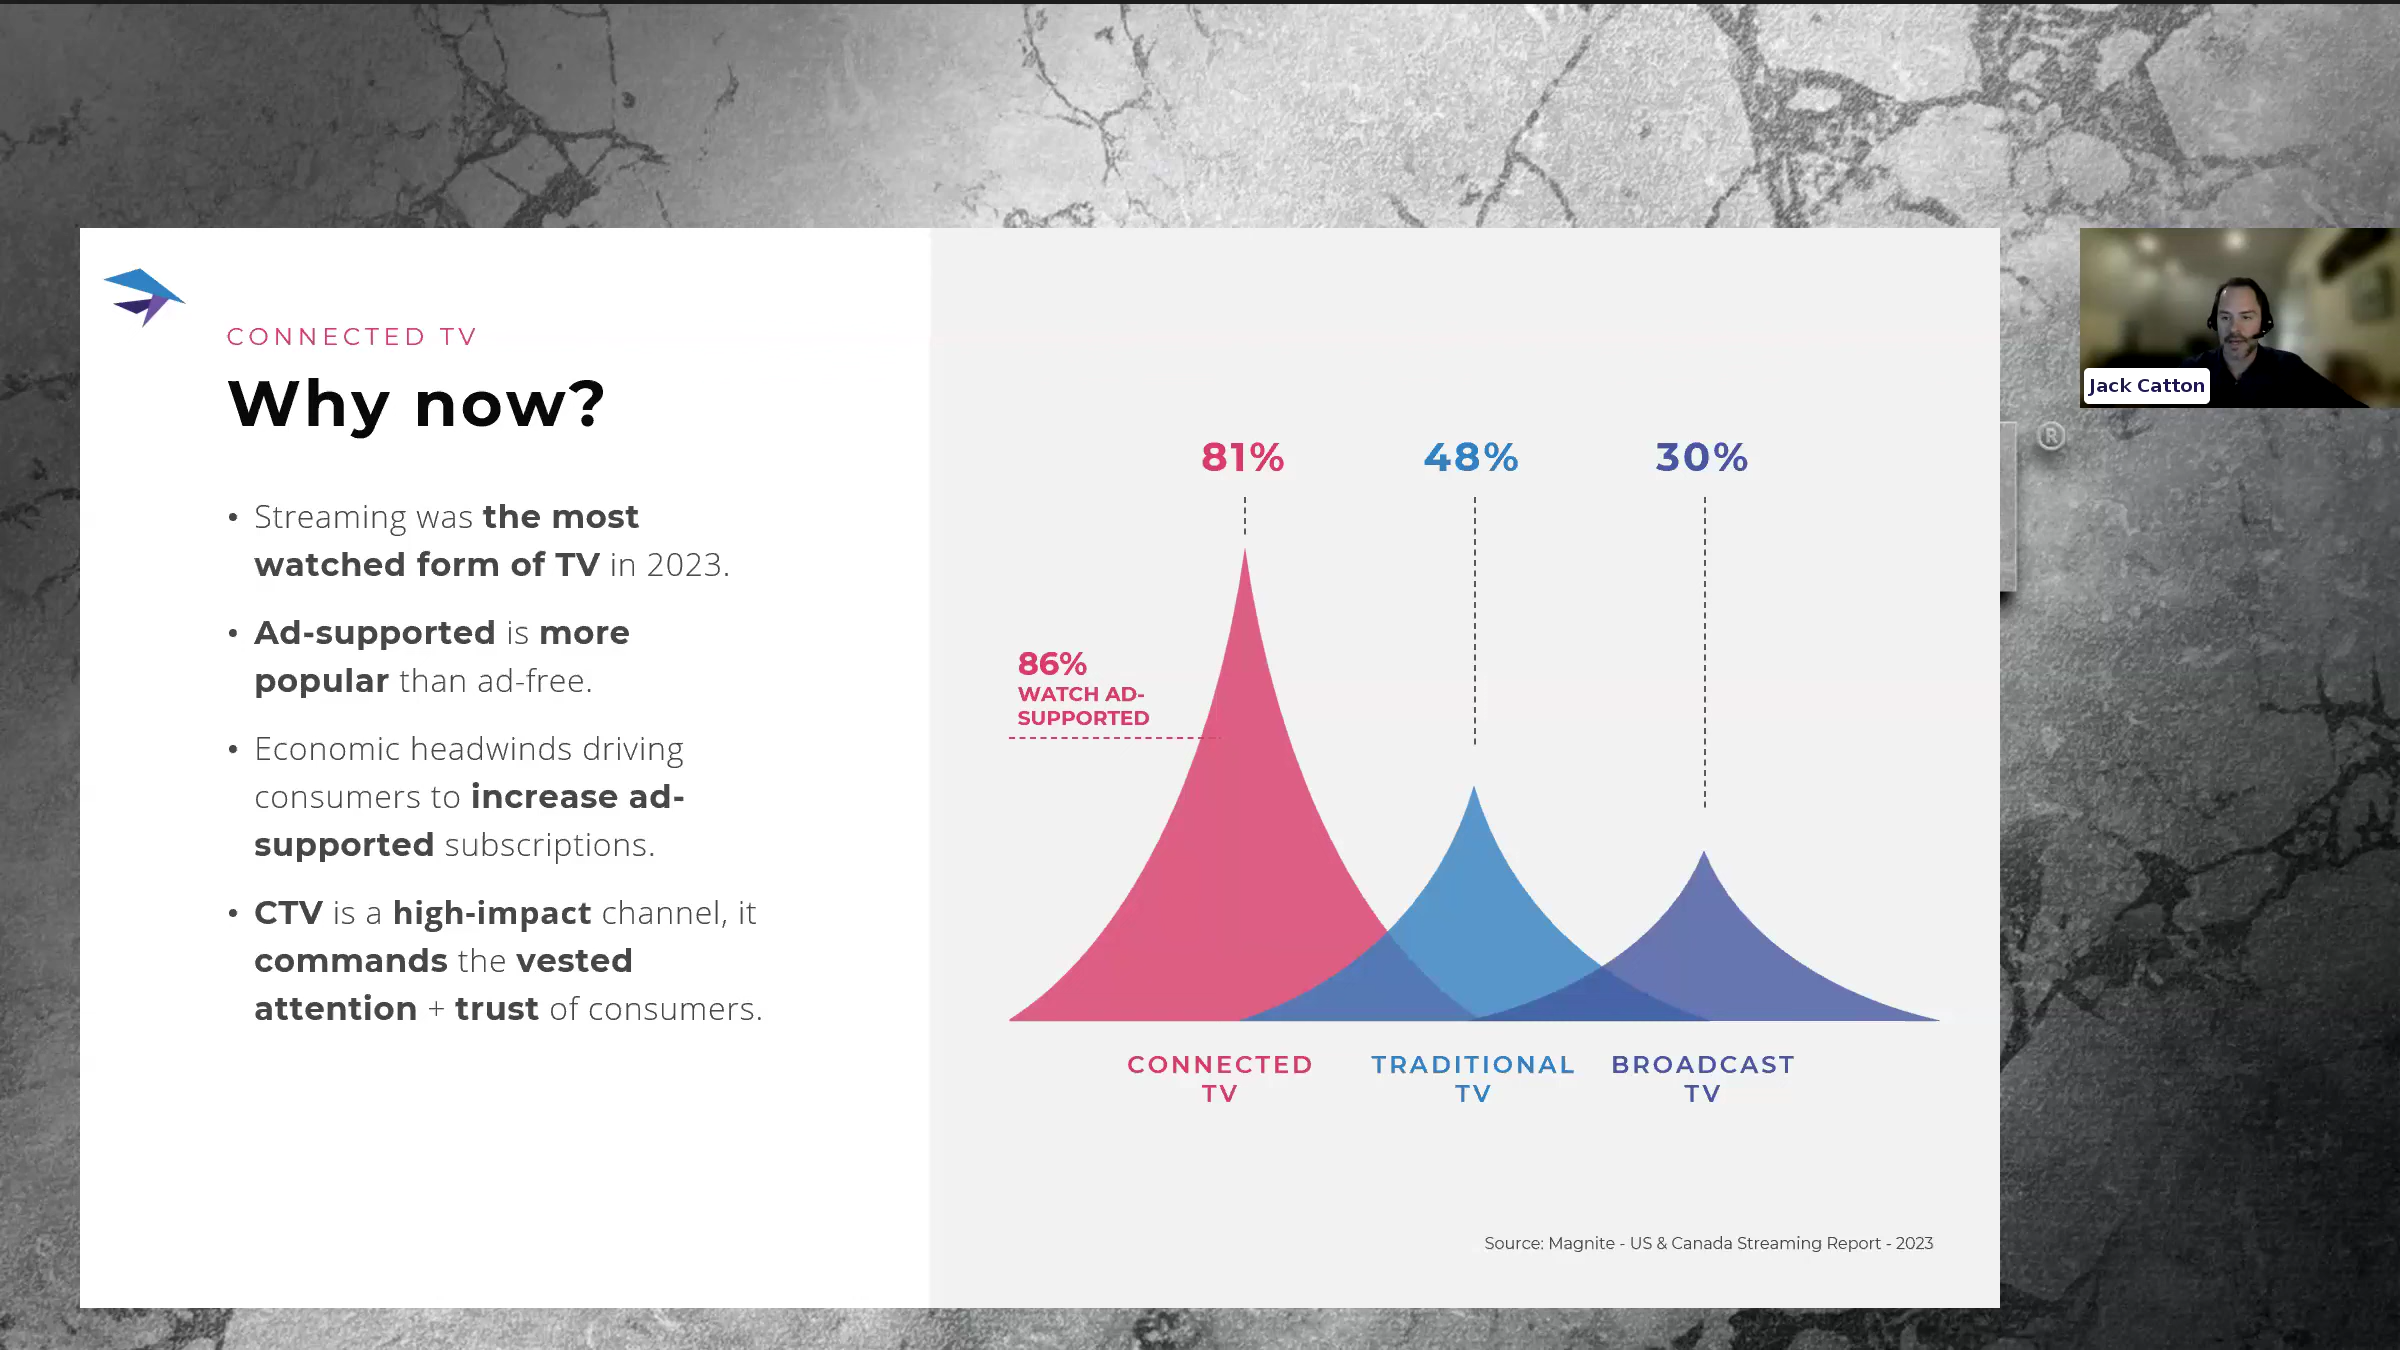 CONNECTED TV
Why now?
• Streaming was the most
watched form of TV in 2023.
• Ad-supported is more
popular than ad-free.
• Economic headwinds driving
consumers to increase ad-
supported subscriptions.
• CTV is a high-impact channel, it
commands the vested
attention + trust of consumers.
81%
48%
30%
86%
WATCH AD-
SUPPORTED
CONNECTED
TV
TRADITIONAL
TV
BROADCAST
TV
Source: Magnite - US & Canada Streaming Report - 2023
Jack Catton
®